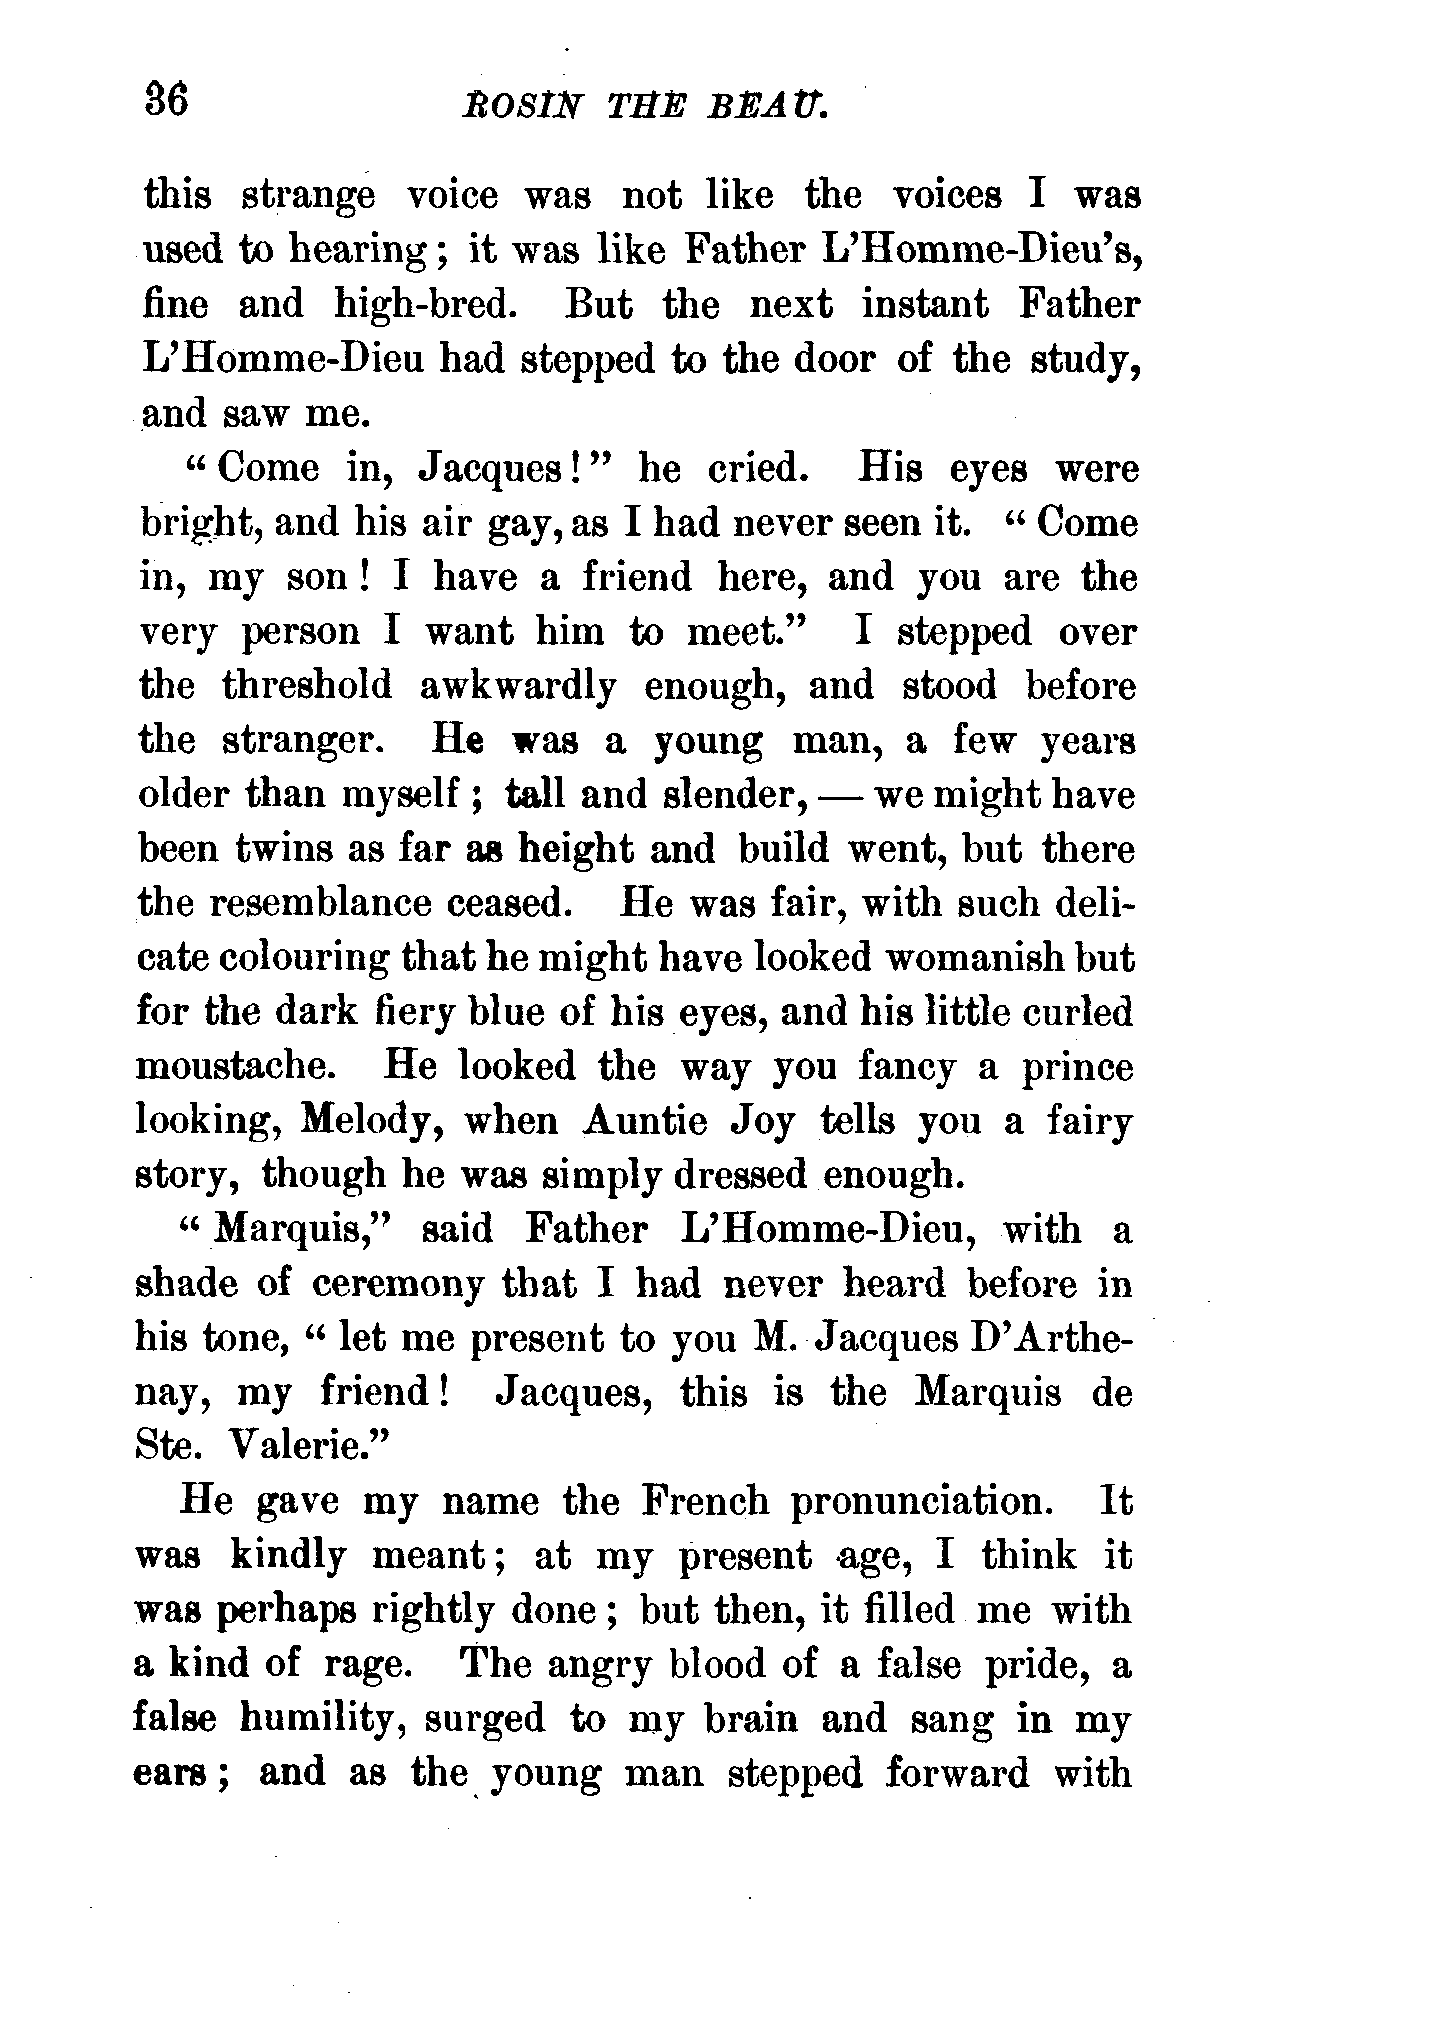 36 ROSIN THE BEAU.
this strange voice was not like the voices I was
used to hearing; it was like Father L'Homme-Dieu's,
fine and high-bred. But the next instant Father
L'Homme-Dieu had stepped to the door of the study,
and saw me.
"Come in, Jacques!" he cried. His eyes were
bright, and his air gay, as I had never seen it. "Come
in, my son! I have a friend here, and you are the
very person I want him to meet." I stepped over
the threshold awkwardly enough, and stood before
the stranger. He was a young man, a few years
older than myself; tall and slender, — we might have
been twins as far as height and build went, but there
the resemblance ceased. He was fair, with such deli-
cate colouring that he might have looked womanish but
for the dark fiery blue of his eyes, and his little curled
moustache. He looked the way you fancy a prince
looking, Melody, when Auntie Joy tells you a fairy
story, though he was simply dressed enough.
"Marquis," said Father L'Homme-Dieu, with a
shade of ceremony that I had never heard before in
his tone, "let me present to you M. Jacques D'Arthe-
nay, my friend! Jacques, this is the Marquis de
Ste. Valerie."
He gave my name the French pronunciation. It
was kindly meant; at my present age, I think it
was perhaps rightly done; but then, it filled me with
a kind of rage. The angry blood of a false pride, a
false humility, surged to my brain and sang in my
ears; and as the young man stepped forward with